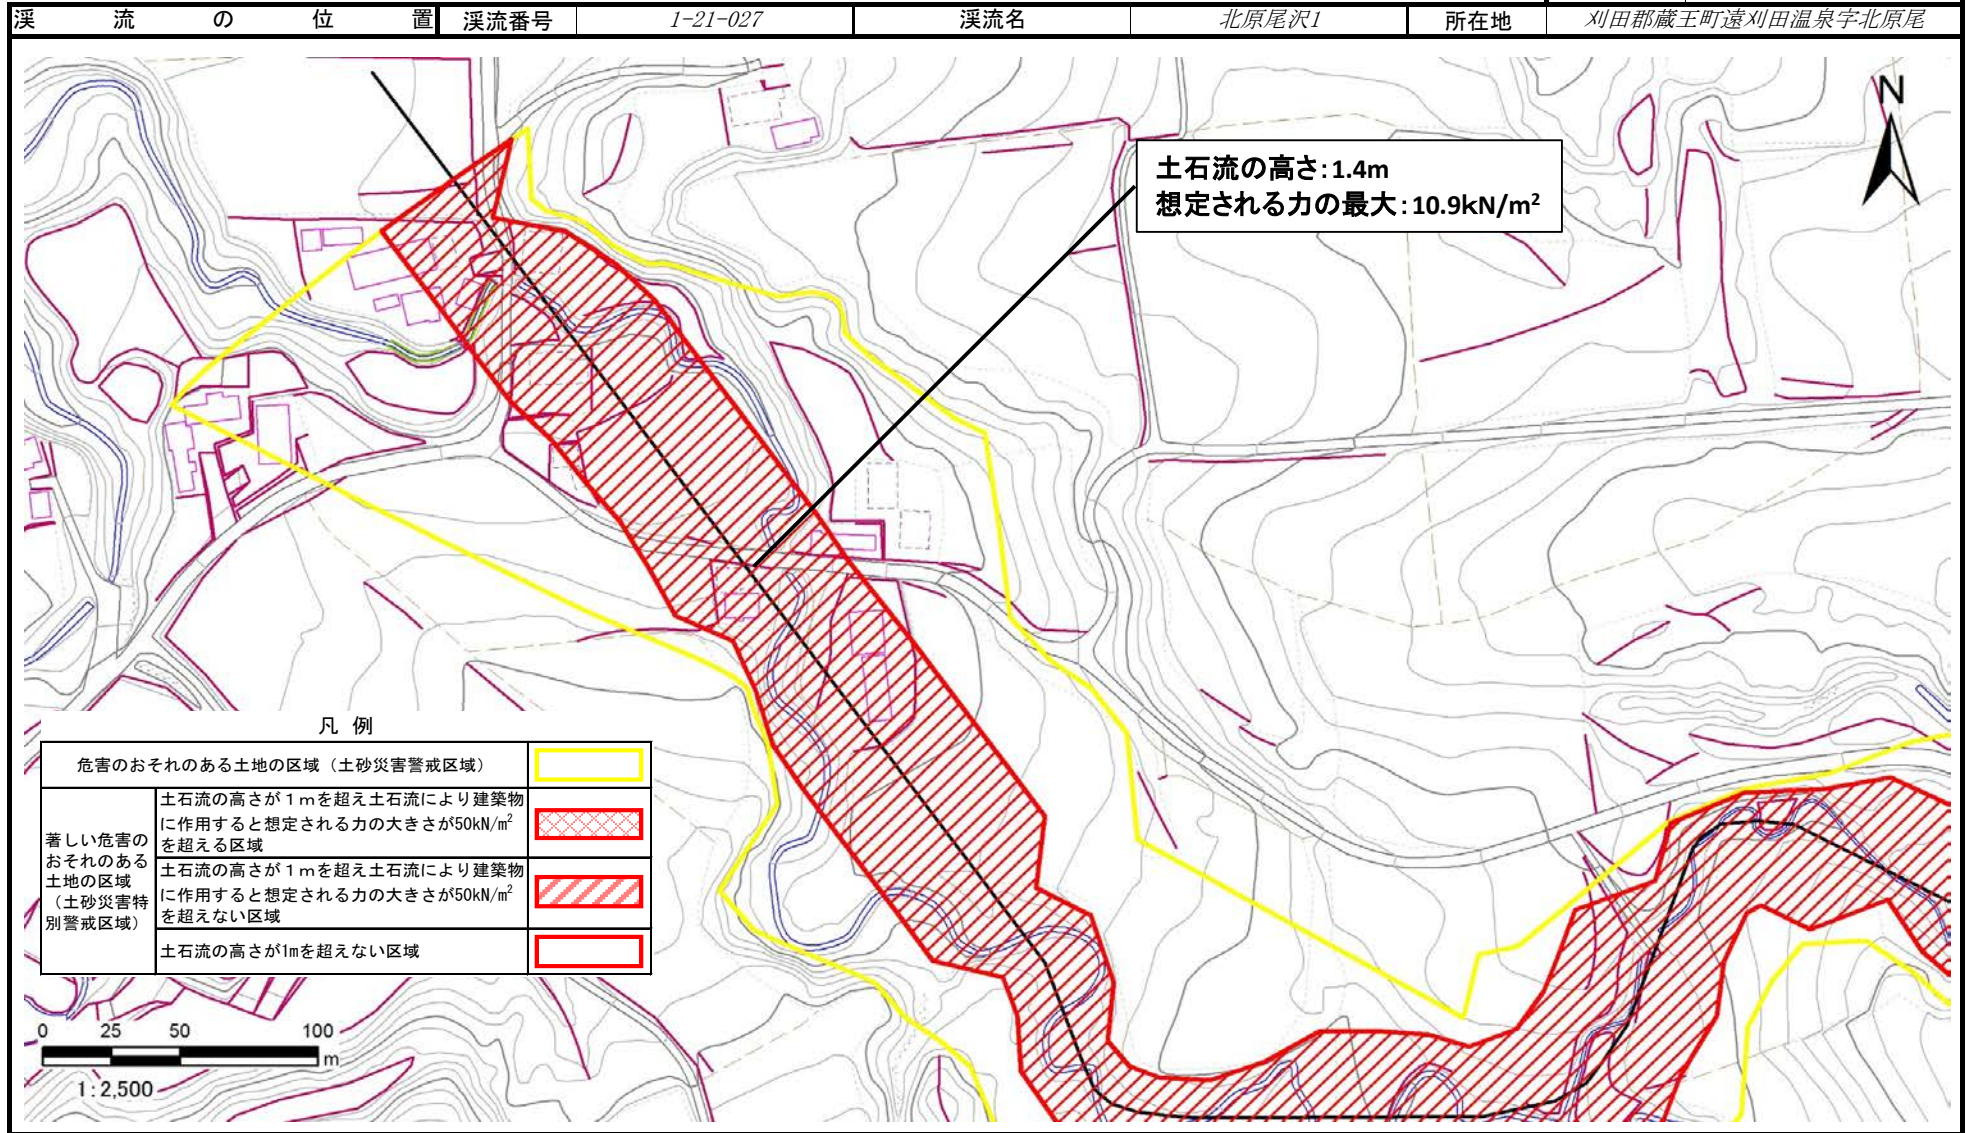 渓流の位置 渓流番号 1-21-027 渓流名 北原尾沢1 所在地 刈田郡蔵王町遠刈田温泉字北原尾
N
土石流の高さ:1.4m
想定される力の最大:10.9kN/m²
凡例
危害のおそれのある土地の区域（土砂災害警戒区域）
著しい危害の
おそれのある
土地の区域
（土砂災害特
別警戒区域）
土石流の高さが１ｍを超え土石流により建築物
に作用すると想定される力の大きさが50kN/㎡
を超える区域
土石流の高さが１ｍを超え土石流により建築物
に作用すると想定される力の大きさが50kN/㎡
を超えない区域
土石流の高さが1mを超えない区域
0 25 50 100
m
1:2,500